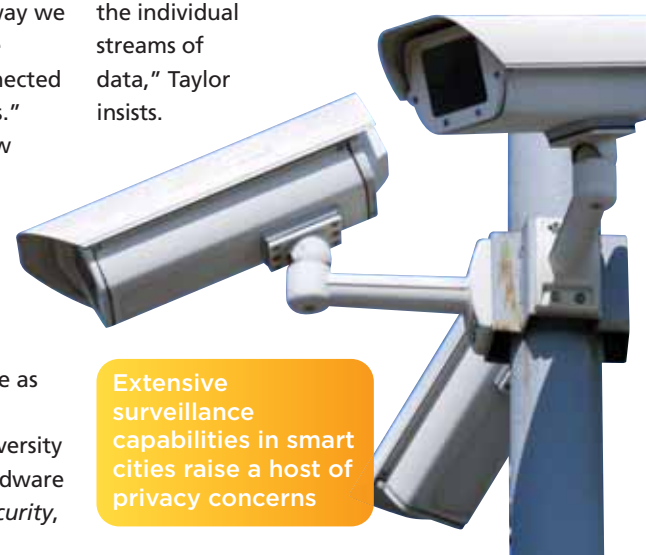 way we
nected
s."
w
e as
versity
dware
curity,
the individual
streams of
data," Taylor
insists.
Extensive
surveillance
capabilities in smart
cities raise a host of
privacy concerns